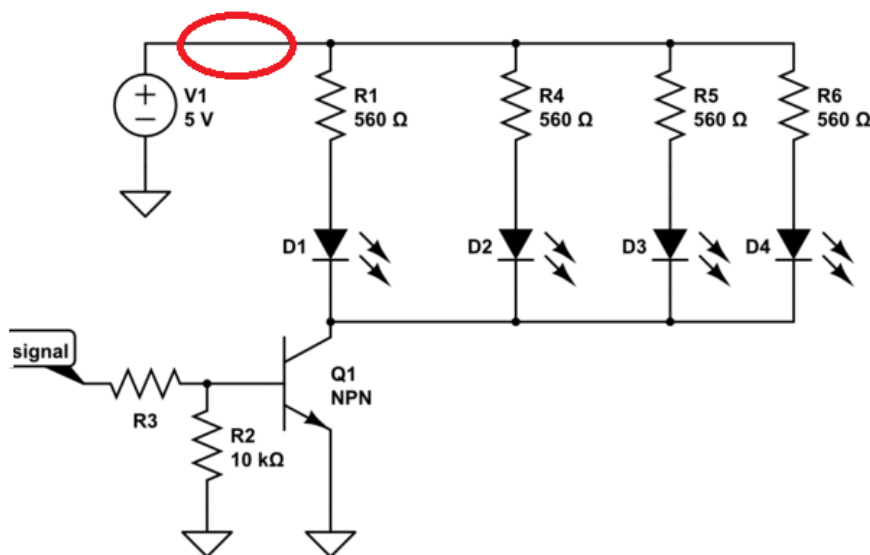 V1
5 V
R1
560 Ω
R4
560 Ω
R5
560 Ω
R6
560 Ω
D1
D2
D3
D4
signal
R3
R2
10 kΩ
Q1
NPN